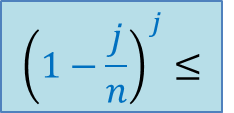 (1 − j/n)^j ≤